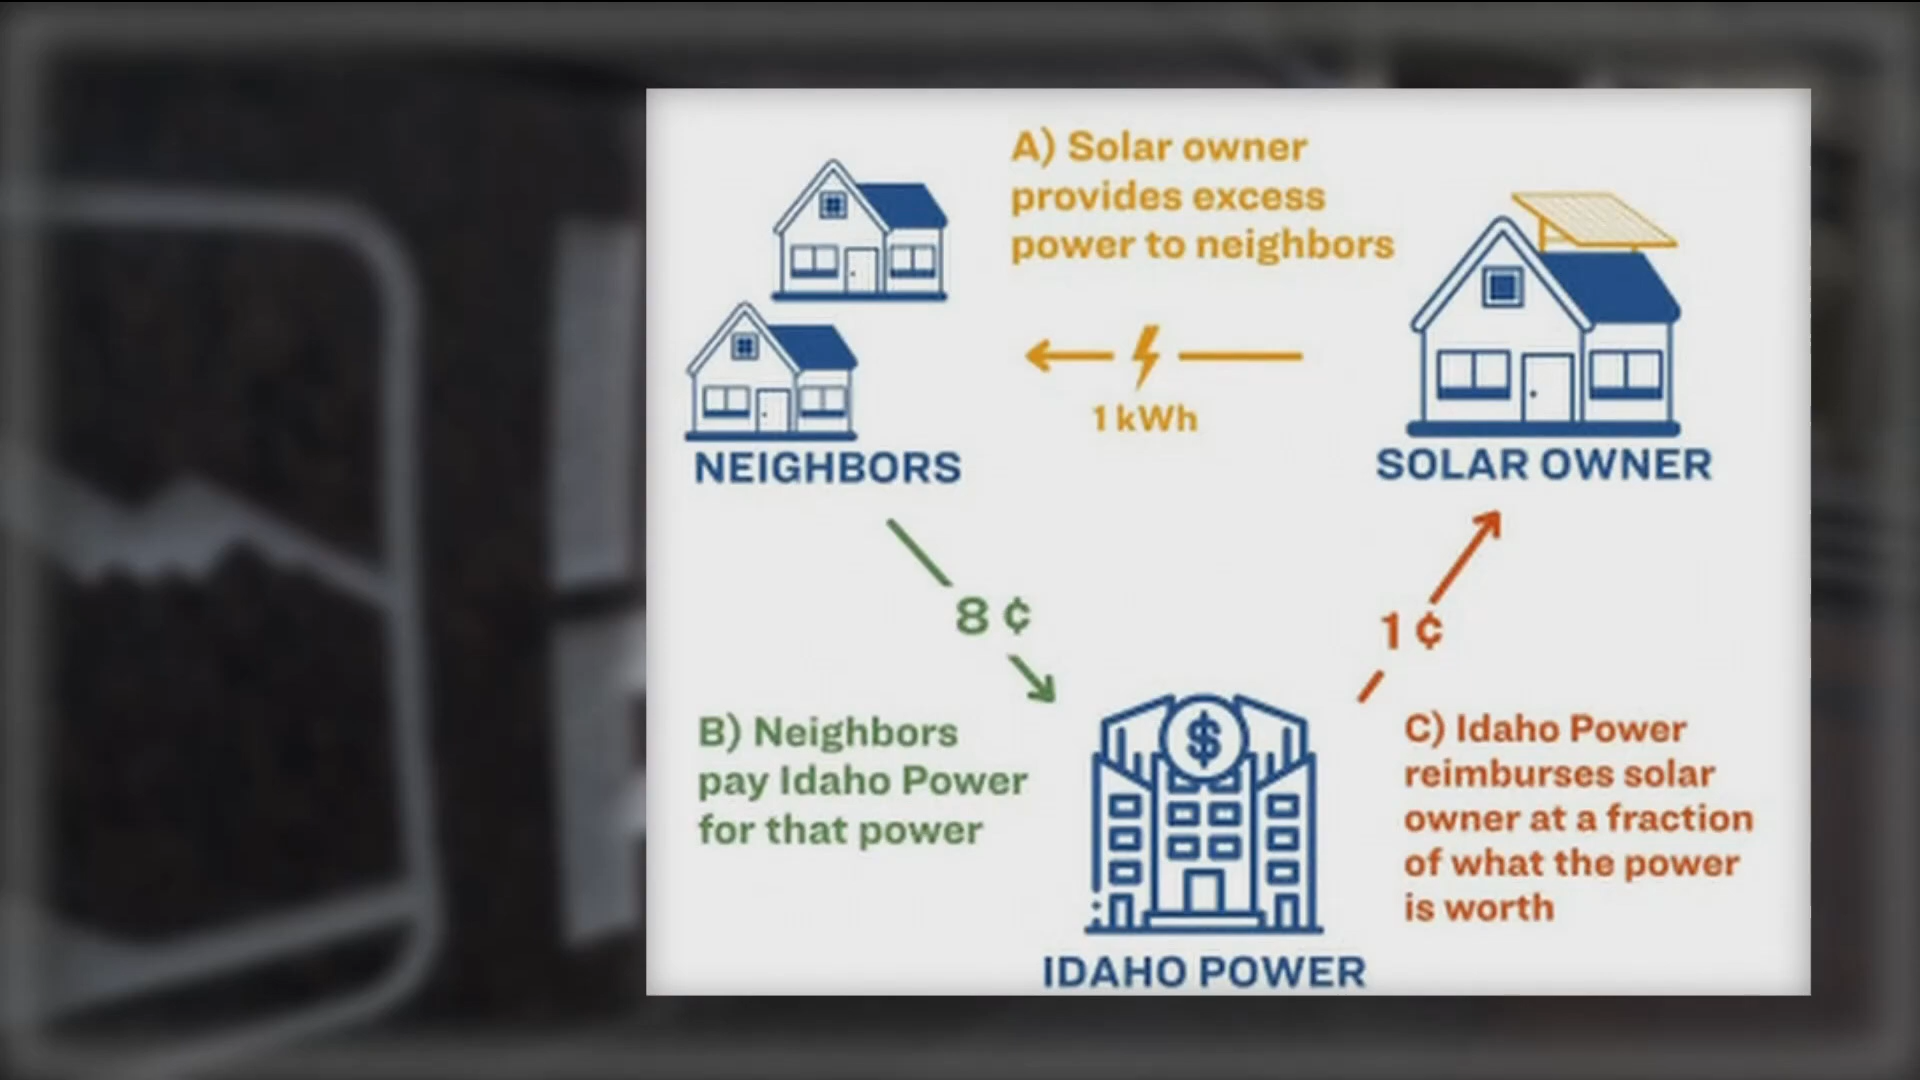 A) Solar owner
provides excess
power to neighbors
1 kWh
NEIGHBORS
SOLAR OWNER
8 ¢
1 ¢
B) Neighbors
pay Idaho Power
for that power
$
C) Idaho Power
reimburses solar
owner at a fraction
of what the power
is worth
IDAHO POWER